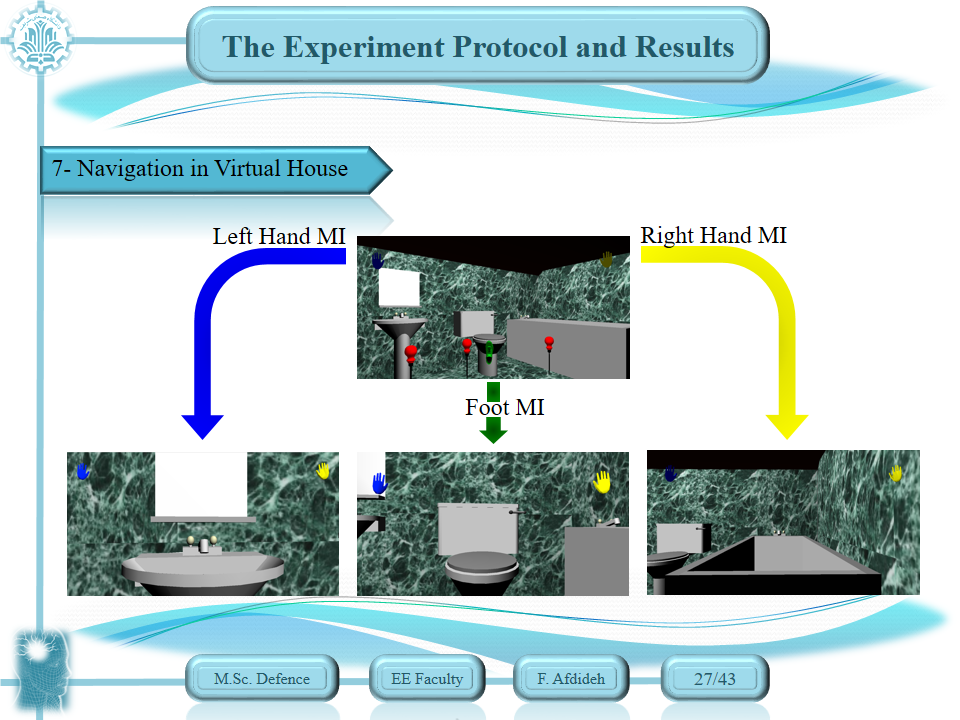 The Experiment Protocol and Results
7- Navigation in Virtual House
Left Hand MI
Right Hand MI
Foot MI
M.Sc. Defence
EE Faculty
F. Afdideh
27/43